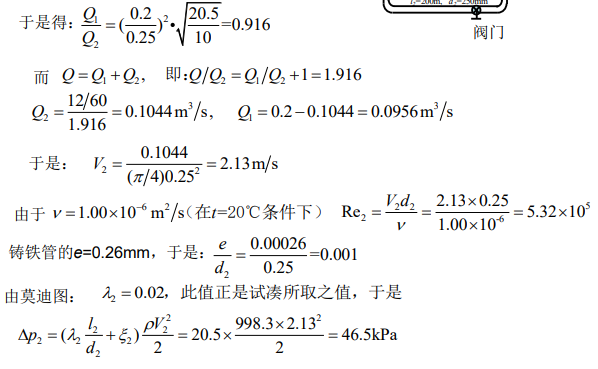 l₂=200m, d₂=250mm
阀门
于是得: Q₁/Q₂ = (0.2/0.25)²•√(20.5/10) =0.916
而 Q = Q₁ + Q₂, 即:Q/Q₂ = Q₁/Q₂ +1 = 1.916
Q₂ = (12/60)/1.916 = 0.1044 m³/s, Q₁ = 0.2 − 0.1044 = 0.0956 m³/s
于是: V₂ = 0.1044/((π/4)0.25²) = 2.13 m/s
由于 ν = 1.00×10⁻⁶ m²/s(在t=20℃条件下) Re₂ = V₂d₂/ν = (2.13×0.25)/(1.00×10⁻⁶) = 5.32×10⁵
铸铁管的e=0.26mm, 于是: e/d₂ = 0.00026/0.25 =0.001
由莫迪图: λ₂ = 0.02, 此值正是试凑所取之值, 于是
Δp₂ = (λ₂ l₂/d₂ + ξ₂) ρV₂²/2 = 20.5× (998.3×2.13²)/2 = 46.5kPa